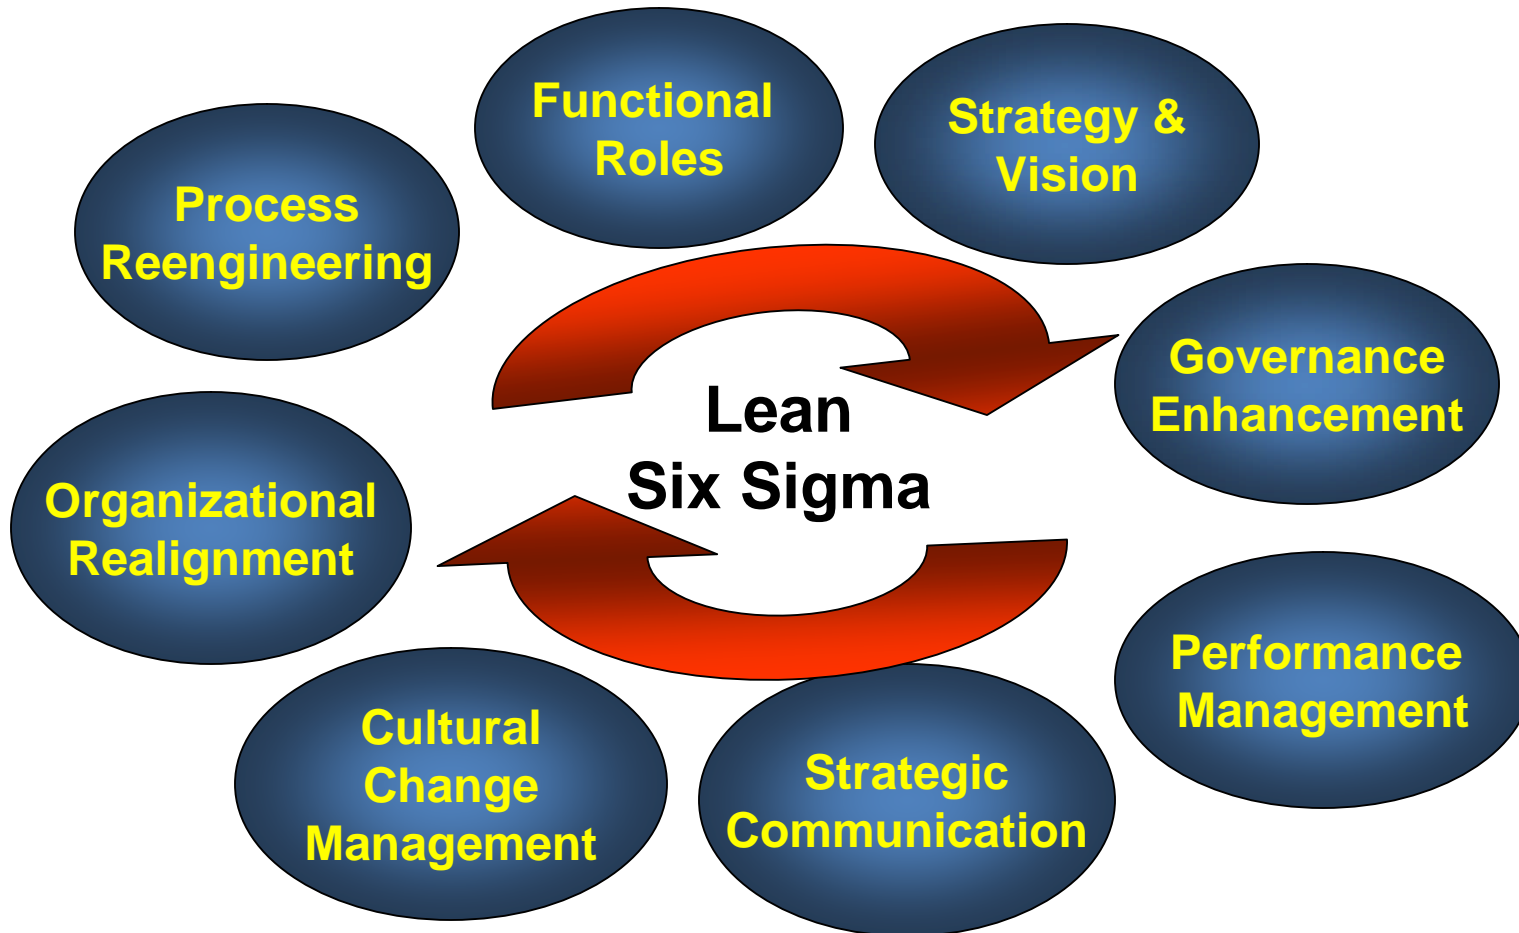 Functional
Roles
Strategy &
Vision
Process
Reengineering
Governance
Enhancement
Lean
Six Sigma
Organizational
Realignment
Performance
Management
Cultural
Change
Management
Strategic
Communication